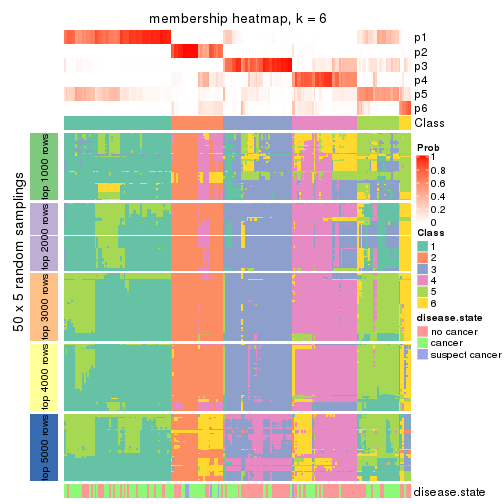 membership heatmap, k = 6
p1
p2
p3
p4
p5
p6
Class
50 x 5 random samplings
top 1000 rows
top 2000 rows
top 3000 rows
top 4000 rows
top 5000 rows
disease.state
Prob
1
0.8
0.6
0.4
0.2
0
Class
1
2
3
4
5
6
disease.state
no cancer
cancer
suspect cancer